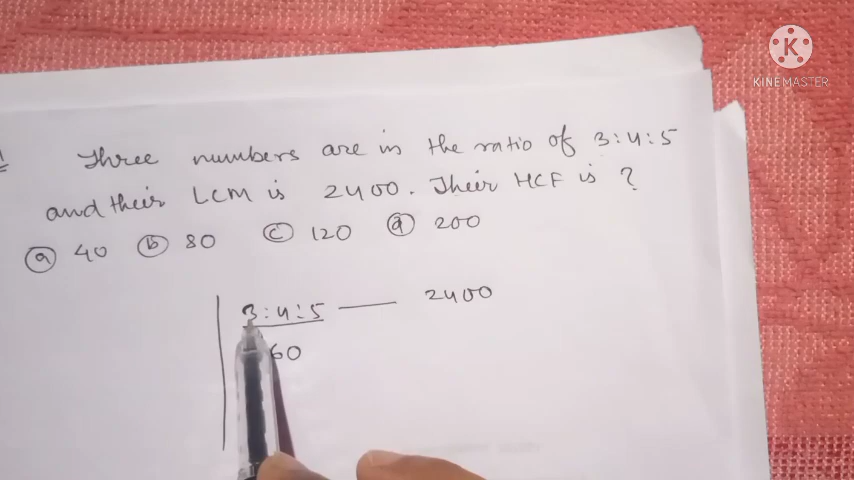 K
KINEMASTER
Three numbers are in the ratio of 3:4:5
and their LCM is 2400. Their HCF is ?
(a) 40 (b) 80 (c) 120 (d) 200
3:4:5 — 2400
60